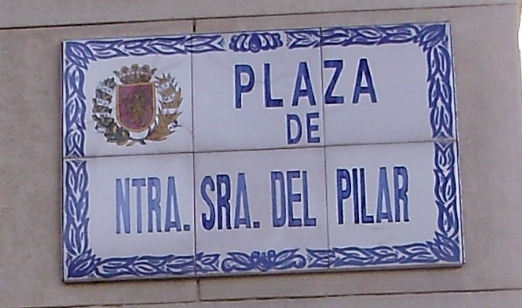 PLAZA
DE
NTRA. SRA. DEL PILAR